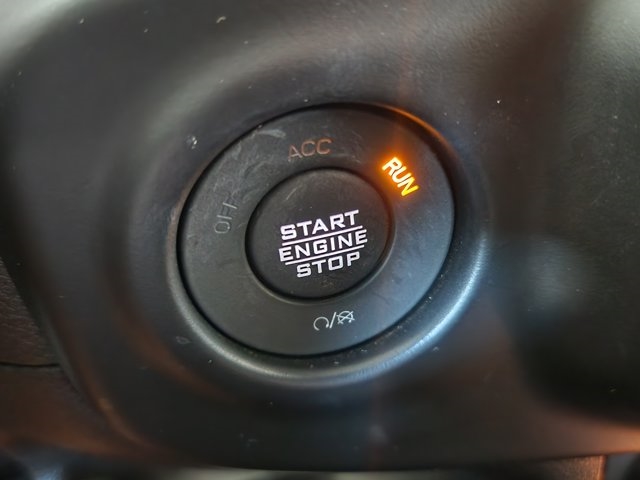 ACC
RUN
OFF
START
ENGINE
STOP